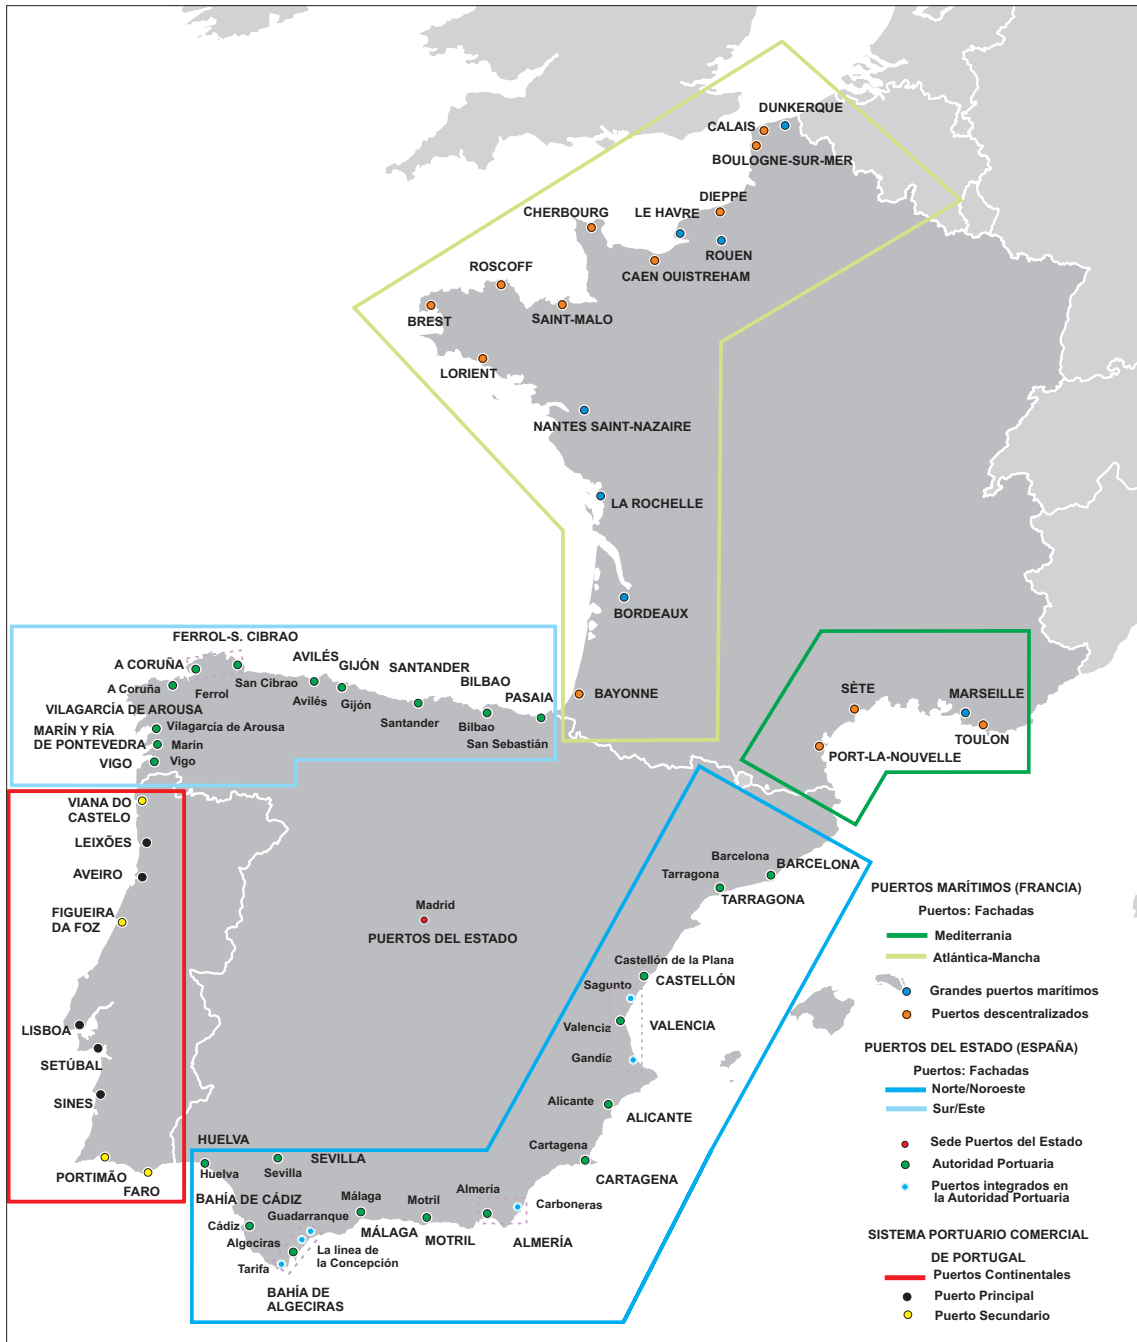 DUNKERQUE
CALAIS
BOULOGNE-SUR-MER
DIEPPE
CHERBOURG
LE HAVRE
ROUEN
CAEN OUISTREHAM
ROSCOFF
BREST
SAINT-MALO
LORIENT
NANTES SAINT-NAZAIRE
LA ROCHELLE
BORDEAUX
BAYONNE
SÈTE
MARSEILLE
TOULON
PORT-LA-NOUVELLE
FERROL-S. CIBRAO
A CORUÑA
AVILÉS
GIJÓN
SANTANDER
BILBAO
PASAIA
A Coruña
Ferrol
San Cibrao
Avilés
Gijón
Santander
Bilbao
San Sebastián
VILAGARCÍA DE AROUSA
Vilagarcía de Arousa
MARÍN Y RÍA
DE PONTEVEDRA
Marín
VIGO
Vigo
VIANA DO
CASTELO
LEIXÕES
AVEIRO
FIGUEIRA
DA FOZ
LISBOA
SETÚBAL
SINES
PORTIMÃO
FARO
Madrid
PUERTOS DEL ESTADO
Barcelona
BARCELONA
Tarragona
TARRAGONA
Castellón de la Plana
CASTELLÓN
Sagunto
Valencia
VALENCIA
Gandía
Alicante
ALICANTE
Cartagena
CARTAGENA
HUELVA
Huelva
SEVILLA
Sevilla
BAHÍA DE CÁDIZ
Cádiz
Guadarranque
Algeciras
Tarifa
La línea de
la Concepción
BAHÍA DE
ALGECIRAS
Málaga
MÁLAGA
Motril
MOTRIL
Almería
Carboneras
ALMERÍA
PUERTOS MARÍTIMOS (FRANCIA)
Puertos: Fachadas
Mediterrania
Atlántica-Mancha
Grandes puertos marítimos
Puertos descentralizados
PUERTOS DEL ESTADO (ESPAÑA)
Puertos: Fachadas
Norte/Noroeste
Sur/Este
Sede Puertos del Estado
Autoridad Portuaria
Puertos integrados en
la Autoridad Portuaria
SISTEMA PORTUARIO COMERCIAL
DE PORTUGAL
Puertos Continentales
Puerto Principal
Puerto Secundario